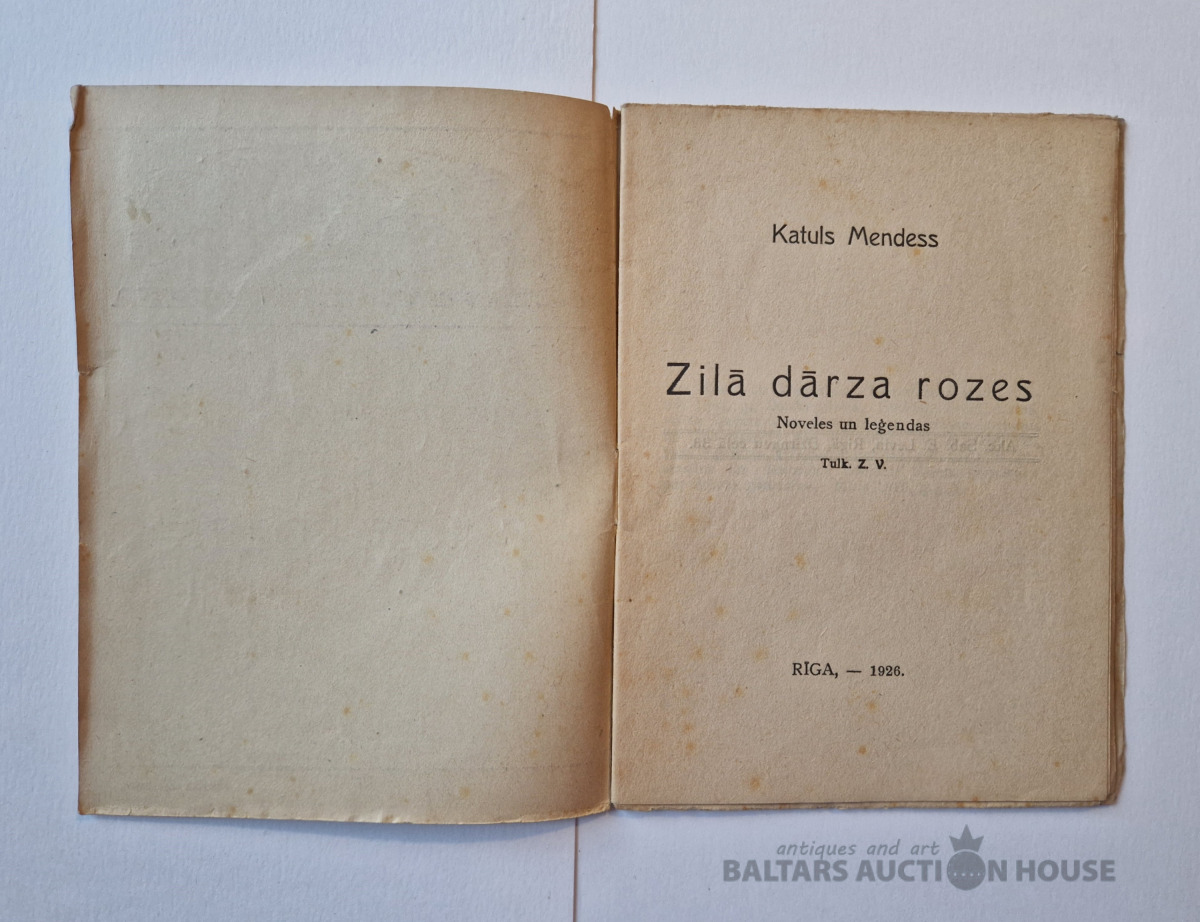 Katuls Mendess
Zilā dārza rozes
Noveles un leģendas
Tulk. Z. V.
RĪGA, — 1926.
antiques and art
BALTARS AUCTION HOUSE